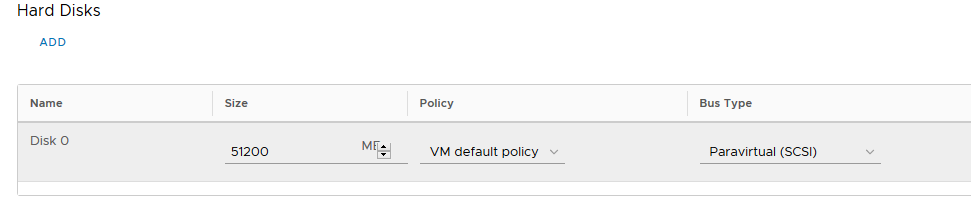 Hard Disks
ADD
Name Size Policy Bus Type
Disk 0 51200 VM default policy Paravirtual (SCSI)